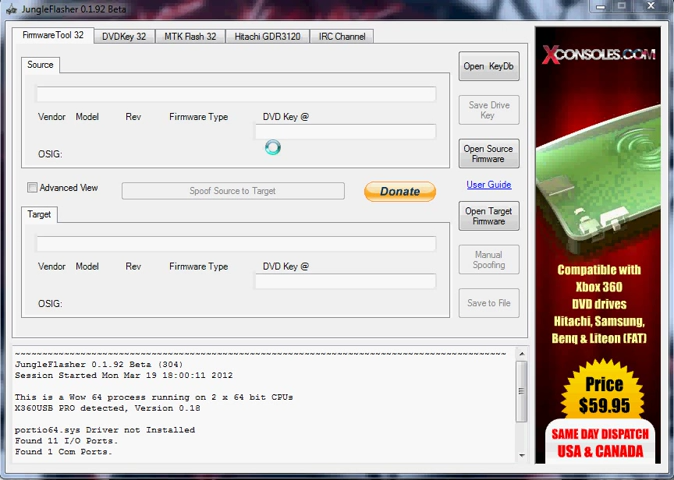 JungleFlasher 0.1.92 Beta
FirmwareTool 32
DVDKey 32
MTK Flash 32
Hitachi GDR3120
IRC Channel
Source
Open KeyDb
Vendor Model Rev Firmware Type DVD Key @
Save Drive
Key
OSIG:
Open Source
Firmware
Advanced View
Spoof Source to Target
Donate
User Guide
Target
Open Target
Firmware
Vendor Model Rev Firmware Type DVD Key @
Manual
Spoofing
OSIG:
Save to File
JungleFlasher 0.1.92 Beta (304)
Session Started Mon Mar 19 18:00:11 2012
This is a Wow 64 process running on 2 x 64 bit CPUs
X360USB PRO detected, Version 0.18
portio64.sys Driver not Installed
Found 11 I/O Ports.
Found 1 Com Ports.
XCONSOLES.COM
Compatible with
Xbox 360
DVD drives
Hitachi, Samsung,
Benq & Liteon (FAT)
Price
$59.95
SAME DAY DISPATCH
USA & CANADA